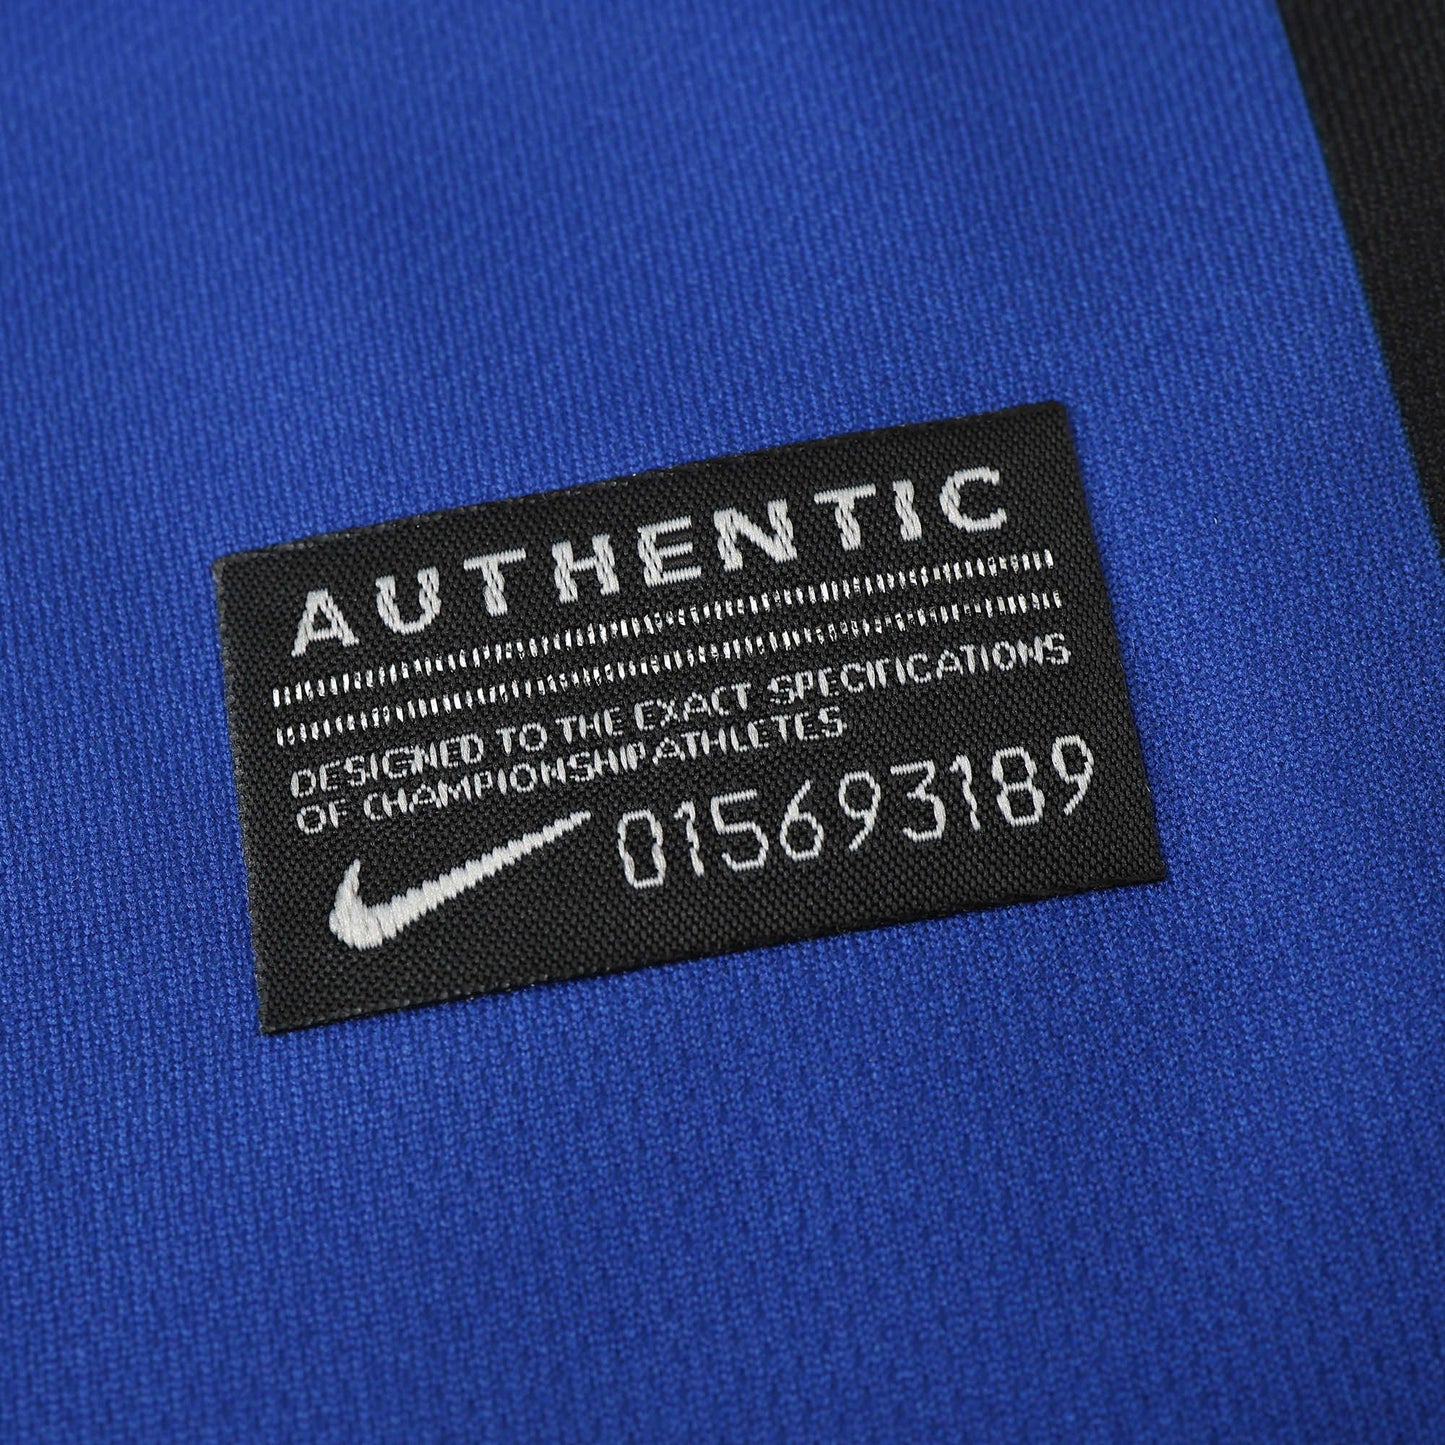 AUTHENTIC
DESIGNED TO THE EXACT SPECIFICATIONS
OF CHAMPIONSHIP ATHLETES
015693189